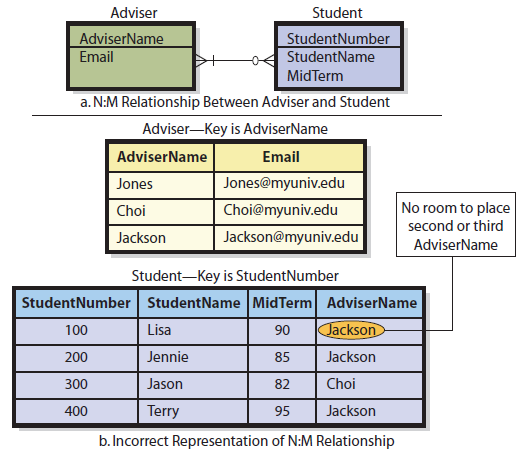 Adviser Student
AdviserName StudentNumber
Email StudentName
MidTerm
a. N:M Relationship Between Adviser and Student
Adviser—Key is AdviserName
AdviserName Email
Jones Jones@myuniv.edu
Choi Choi@myuniv.edu
Jackson Jackson@myuniv.edu
No room to place
second or third
AdviserName
Student—Key is StudentNumber
StudentNumber StudentName MidTerm AdviserName
100 Lisa 90 Jackson
200 Jennie 85 Jackson
300 Jason 82 Choi
400 Terry 95 Jackson
b. Incorrect Representation of N:M Relationship